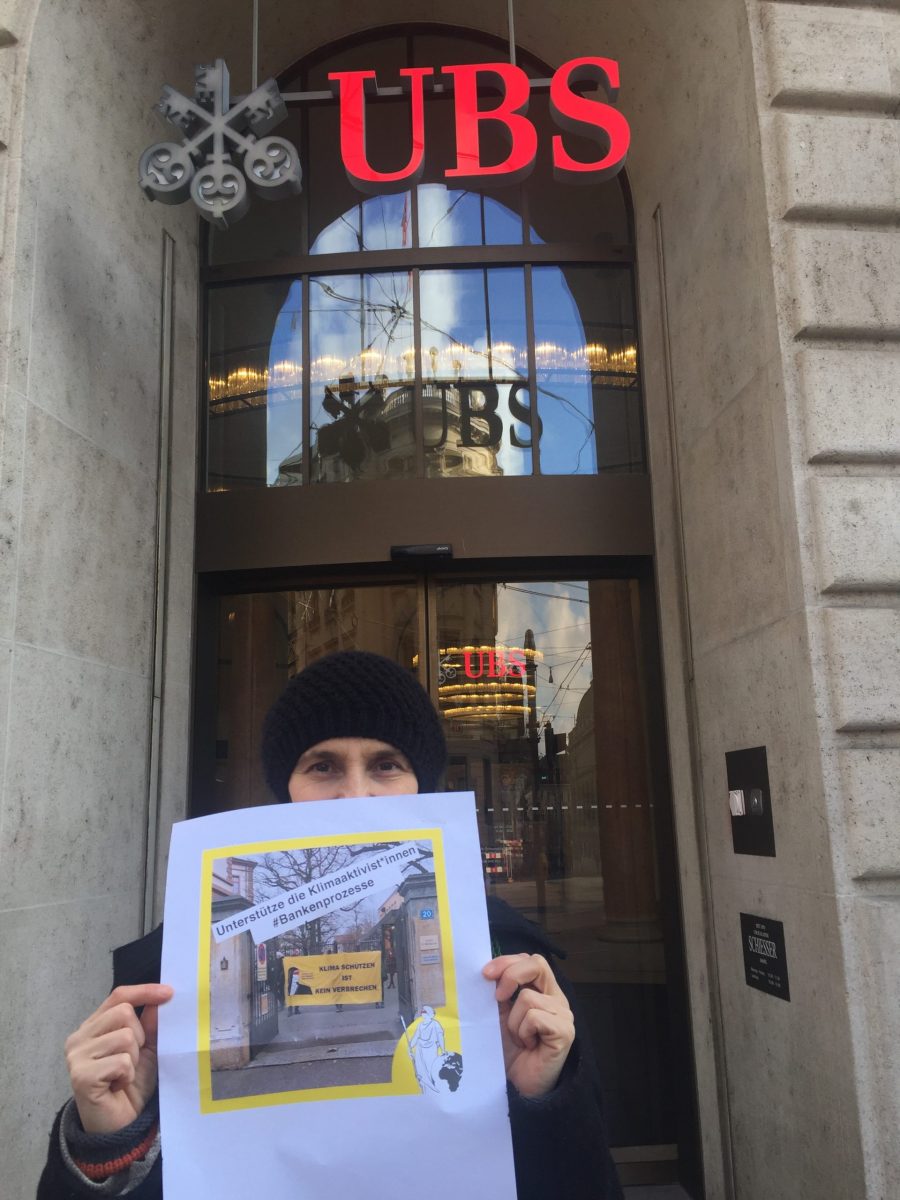 UBS
UBS
UBS
Unterstütze die Klimaaktivist*innen
#Bankenprozesse
20
KLIMA SCHÜTZEN
IST
KEIN VERBRECHEN
SCHIESSER